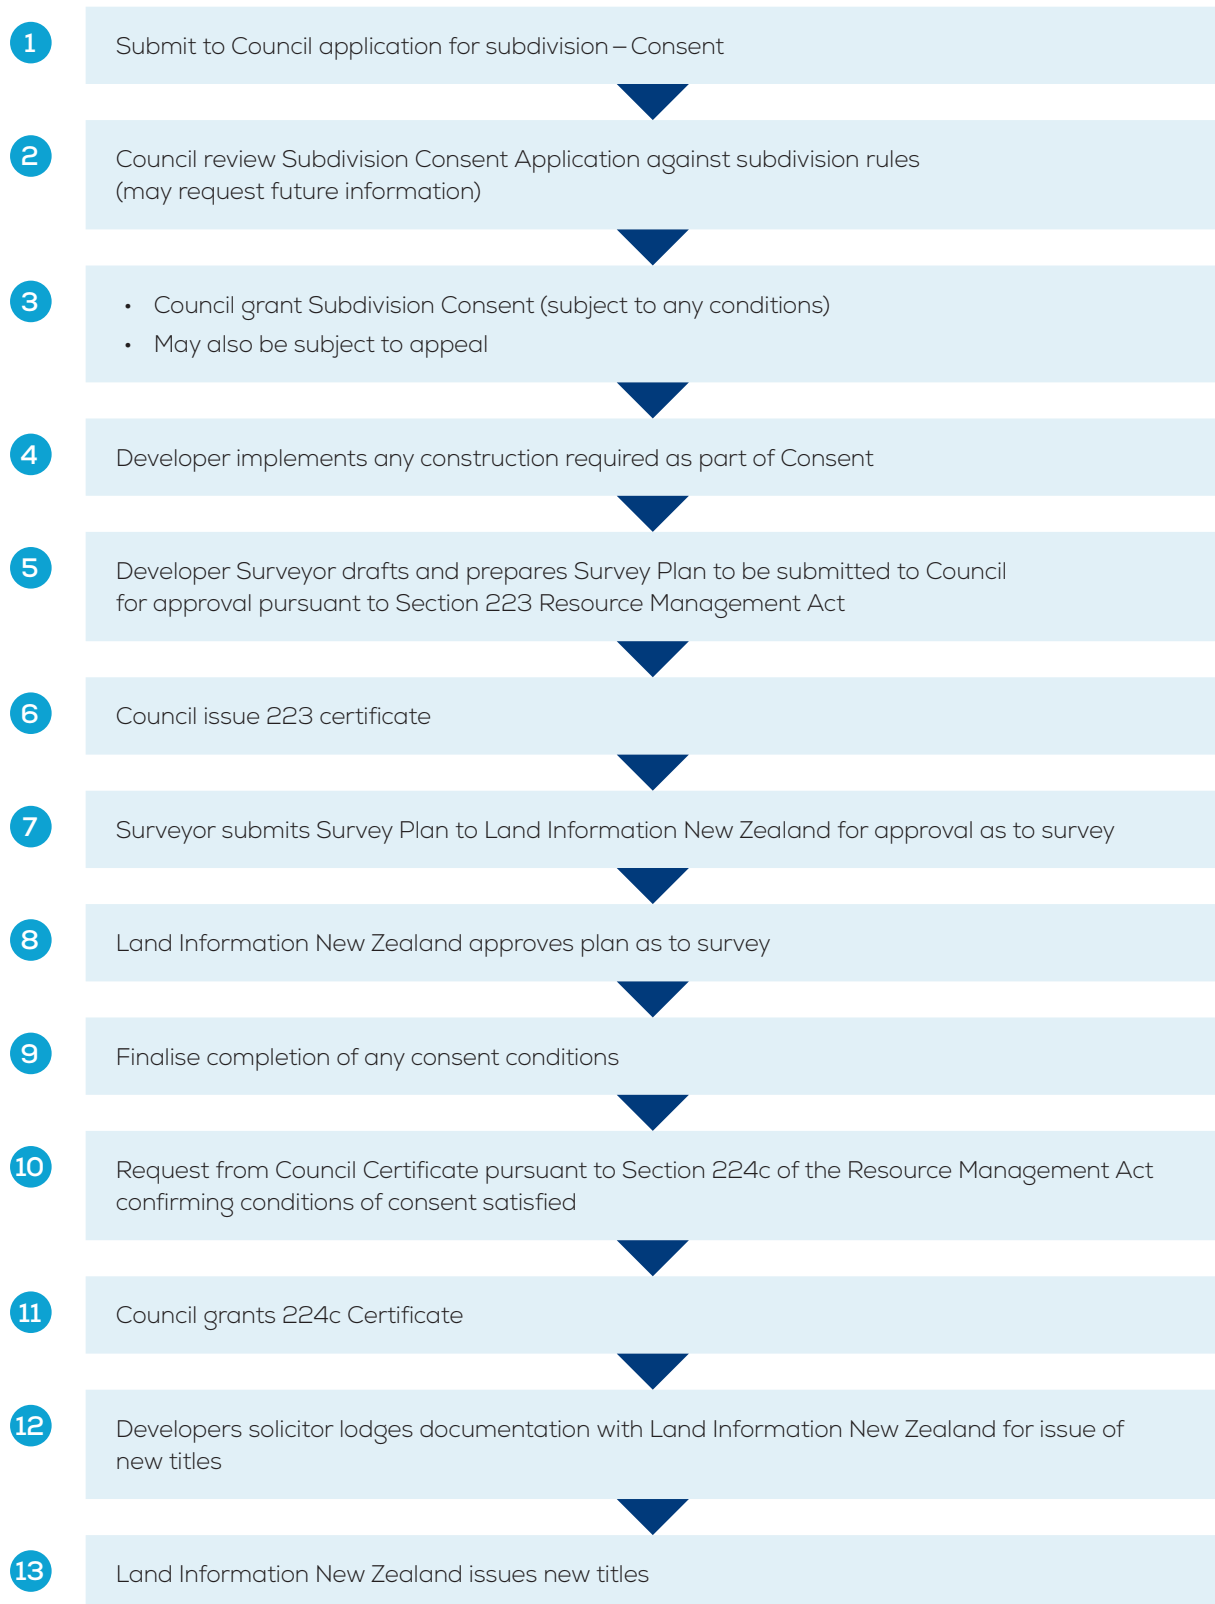 1
Submit to Council application for subdivision – Consent
2
Council review Subdivision Consent Application against subdivision rules
(may request future information)
3
• Council grant Subdivision Consent (subject to any conditions)
• May also be subject to appeal
4
Developer implements any construction required as part of Consent
5
Developer Surveyor drafts and prepares Survey Plan to be submitted to Council
for approval pursuant to Section 223 Resource Management Act
6
Council issue 223 certificate
7
Surveyor submits Survey Plan to Land Information New Zealand for approval as to survey
8
Land Information New Zealand approves plan as to survey
9
Finalise completion of any consent conditions
10
Request from Council Certificate pursuant to Section 224c of the Resource Management Act
confirming conditions of consent satisfied
11
Council grants 224c Certificate
12
Developers solicitor lodges documentation with Land Information New Zealand for issue of
new titles
13
Land Information New Zealand issues new titles